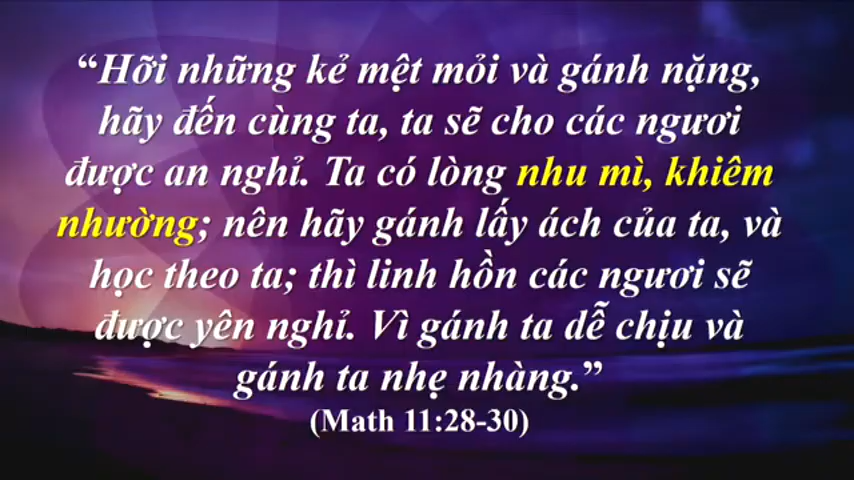 “Hỡi những kẻ mệt mỏi và gánh nặng,
hãy đến cùng ta, ta sẽ cho các ngươi
được an nghỉ. Ta có lòng nhu mì, khiêm
nhường; nên hãy gánh lấy ách của ta, và
học theo ta; thì linh hồn các ngươi sẽ
được yên nghỉ. Vì gánh ta dễ chịu và
gánh ta nhẹ nhàng.”
(Math 11:28-30)